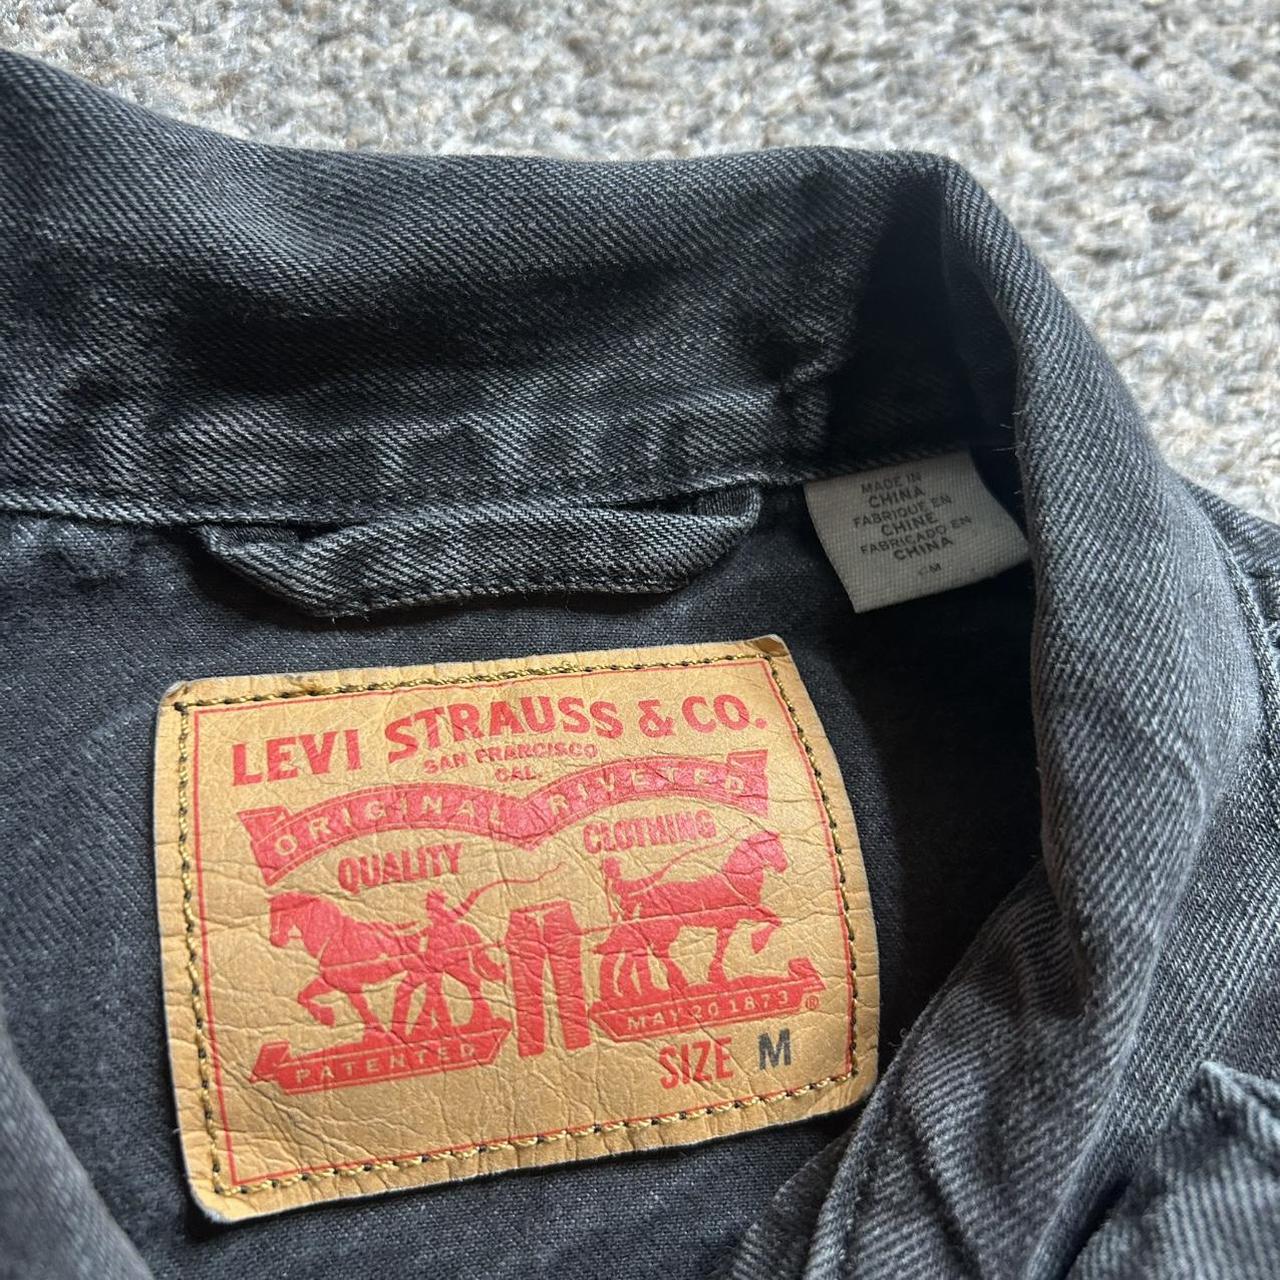 MADE IN
CHINA
FABRIQUE EN
CHINE
FABRICADO EN
CHINA
LEVI STRAUSS & CO.
SAN FRANCISCO
CAL.
ORIGINAL RIVETED
QUALITY CLOTHING
PATENTED MAY 20 1873 ®
SIZE M